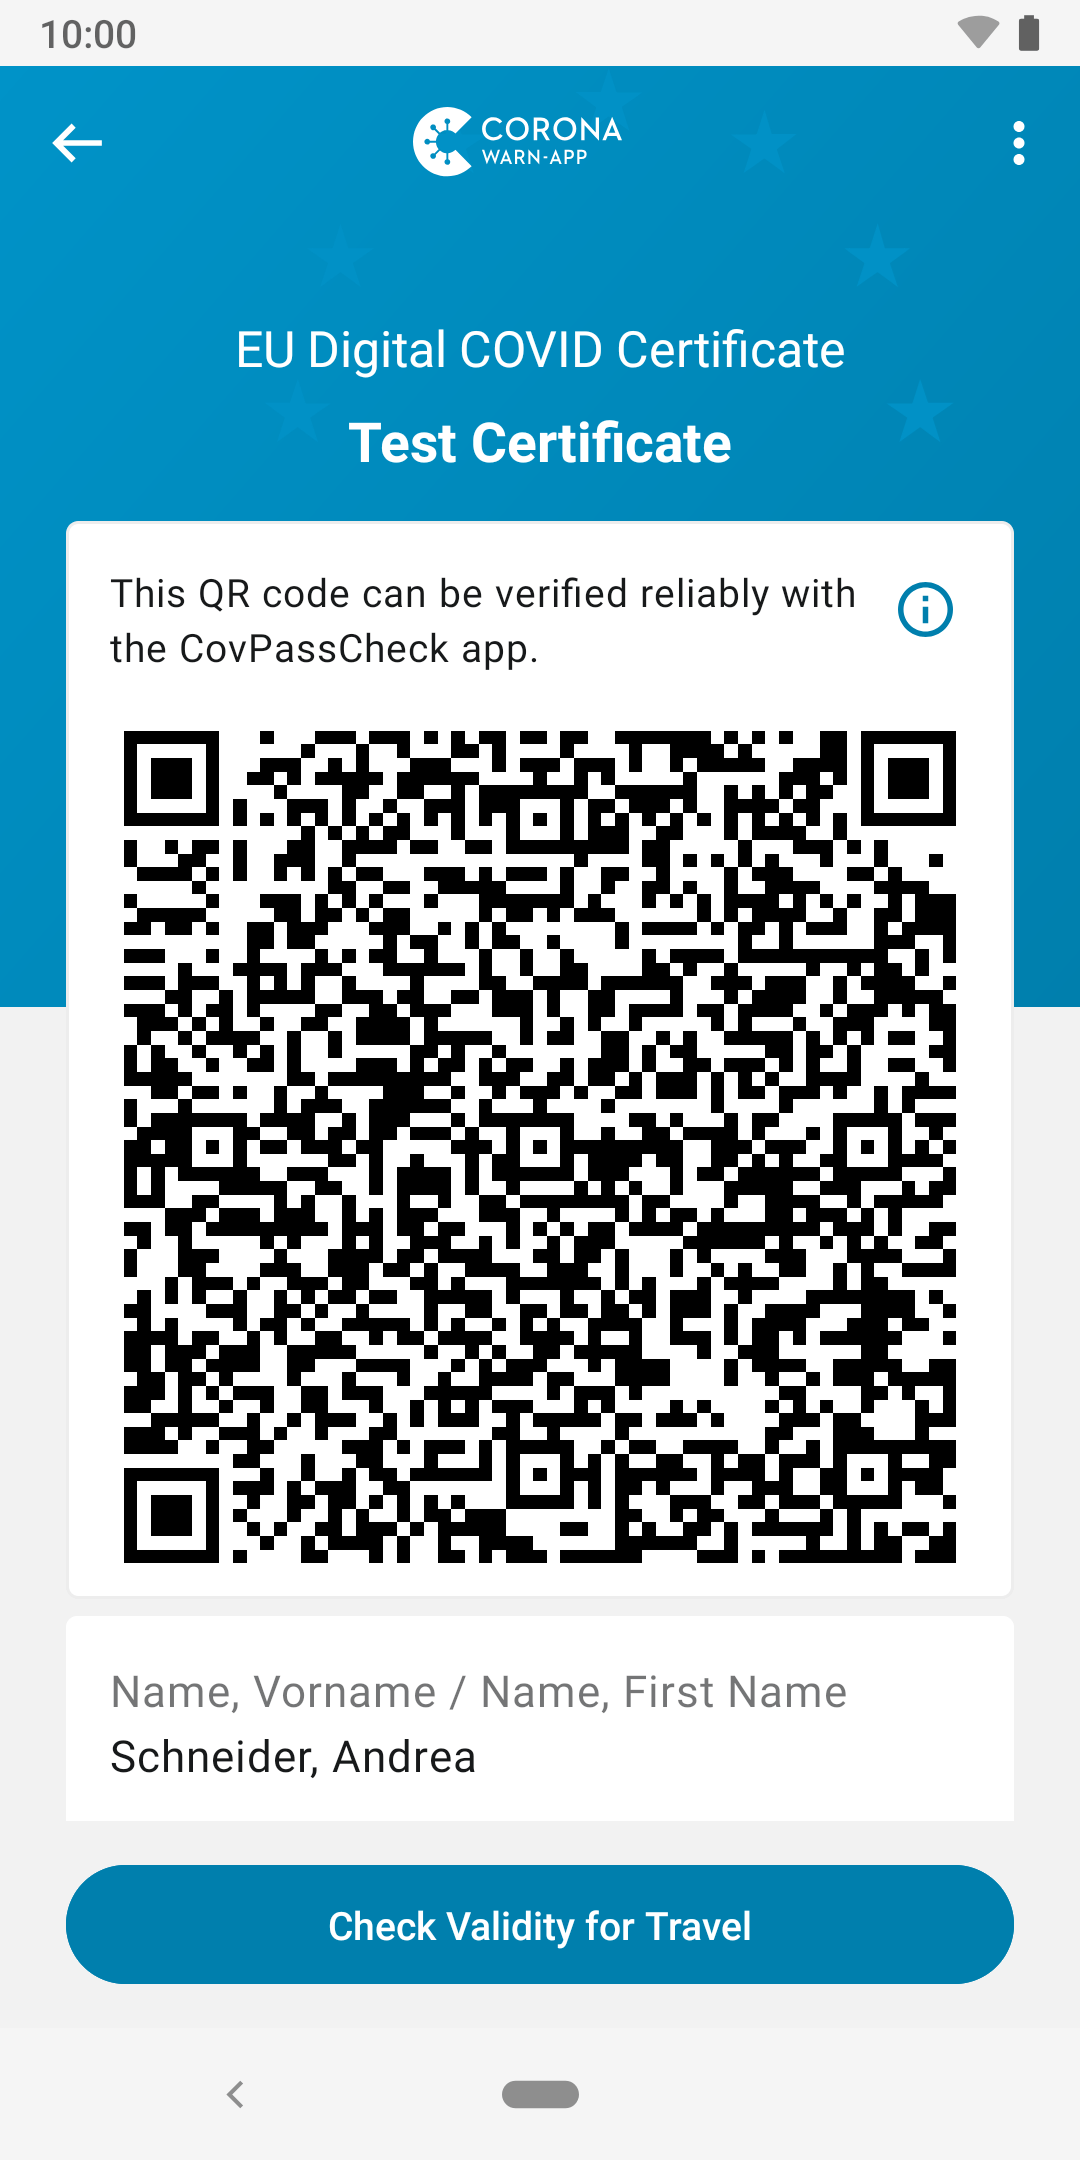 10:00
CORONA
WARN-APP
EU Digital COVID Certificate
Test Certificate
This QR code can be verified reliably with
the CovPassCheck app.
Name, Vorname / Name, First Name
Schneider, Andrea
Check Validity for Travel